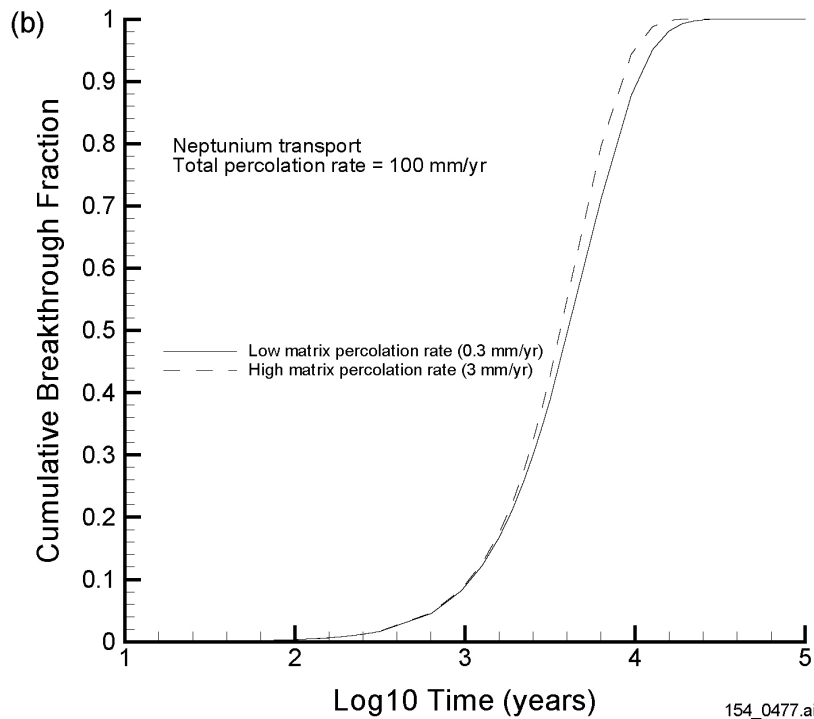 (b)
1
0.9
0.8
0.7
0.6
0.5
0.4
0.3
0.2
0.1
0
Cumulative Breakthrough Fraction
Neptunium transport
Total percolation rate = 100 mm/yr
Low matrix percolation rate (0.3 mm/yr)
High matrix percolation rate (3 mm/yr)
1 2 3 4 5
Log10 Time (years)
154_0477.ai